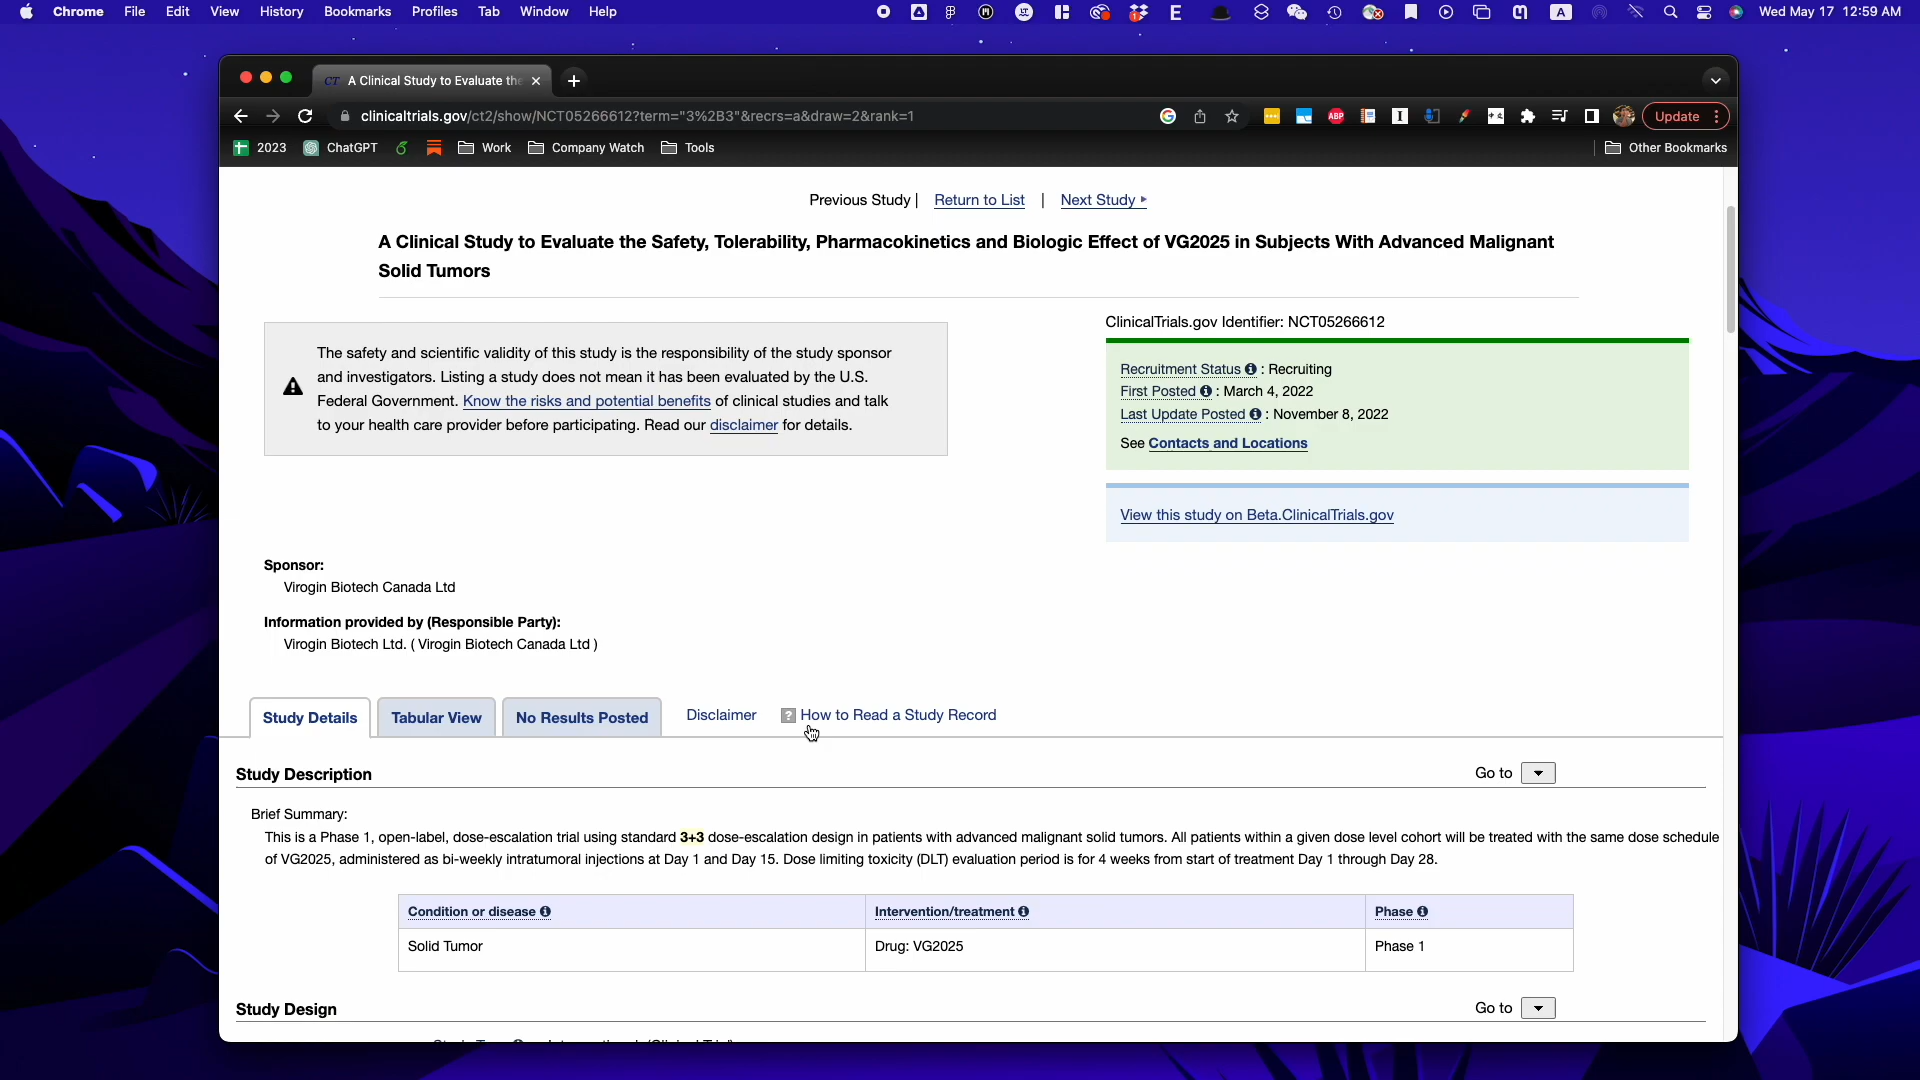 Chrome File Edit View History Bookmarks Profiles Tab Window Help Wed May 17 12:59 AM
CT A Clinical Study to Evaluate the
clinicaltrials.gov/ct2/show/NCT05266612?term="3%2B3"&recrs=a&draw=2&rank=1 ABP Update
2023 ChatGPT Work Company Watch Tools Other Bookmarks
Previous Study | Return to List | Next Study
A Clinical Study to Evaluate the Safety, Tolerability, Pharmacokinetics and Biologic Effect of VG2025 in Subjects With Advanced Malignant
Solid Tumors
The safety and scientific validity of this study is the responsibility of the study sponsor
and investigators. Listing a study does not mean it has been evaluated by the U.S.
Federal Government. Know the risks and potential benefits of clinical studies and talk
to your health care provider before participating. Read our disclaimer for details.
ClinicalTrials.gov Identifier: NCT05266612
Recruitment Status : Recruiting
First Posted : March 4, 2022
Last Update Posted : November 8, 2022
See Contacts and Locations
View this study on Beta.ClinicalTrials.gov
Sponsor:
Virogin Biotech Canada Ltd
Information provided by (Responsible Party):
Virogin Biotech Ltd. ( Virogin Biotech Canada Ltd )
Study Details Tabular View No Results Posted Disclaimer ? How to Read a Study Record
Study Description Go to
Brief Summary:
This is a Phase 1, open-label, dose-escalation trial using standard 3+3 dose-escalation design in patients with advanced malignant solid tumors. All patients within a given dose level cohort will be treated with the same dose schedule
of VG2025, administered as bi-weekly intratumoral injections at Day 1 and Day 15. Dose limiting toxicity (DLT) evaluation period is for 4 weeks from start of treatment Day 1 through Day 28.
Condition or disease Intervention/treatment Phase
Solid Tumor Drug: VG2025 Phase 1
Study Design Go to